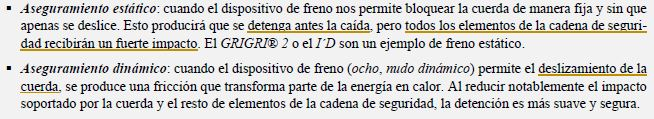 ▪ Aseguramiento estático: cuando el dispositivo de freno nos permite bloquear la cuerda de manera fija y sin que
apenas se deslice. Esto producirá que se detenga antes la caída, pero todos los elementos de la cadena de seguri-
dad recibirán un fuerte impacto. El GRIGRI® 2 o el I´D son un ejemplo de freno estático.
▪ Aseguramiento dinámico: cuando el dispositivo de freno (ocho, nudo dinámico) permite el deslizamiento de la
cuerda, se produce una fricción que transforma parte de la energía en calor. Al reducir notablemente el impacto
soportado por la cuerda y el resto de elementos de la cadena de seguridad, la detención es más suave y segura.